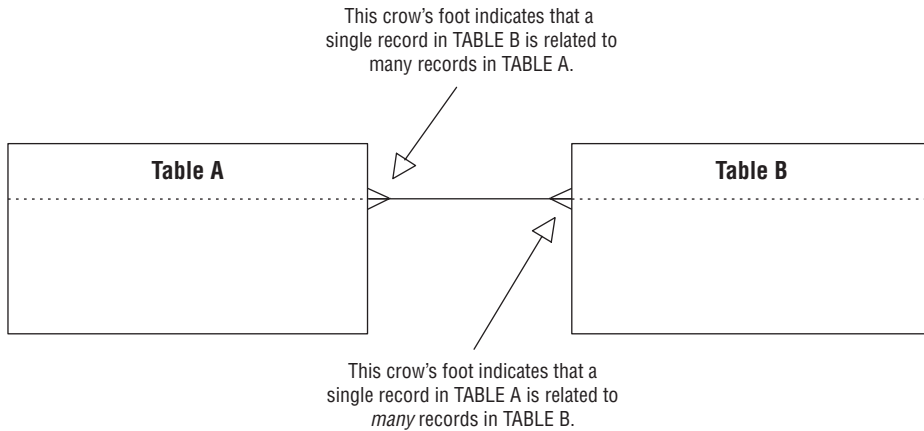 This crow’s foot indicates that a
single record in TABLE B is related to
many records in TABLE A.
Table A
Table B
This crow’s foot indicates that a
single record in TABLE A is related to
many records in TABLE B.